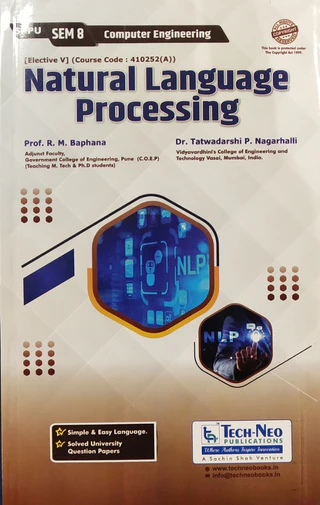 SPPU
SEM 8
Computer Engineering
COPYRIGHT
This book is protected under
The Copyright Act 1999.
[Elective V] (Course Code : 410252(A))
Natural Language
Processing
Prof. R. M. Baphana
Adjunct Faculty,
Government College of Engineering, Pune (C.O.E.P)
(Teaching M. Tech & Ph.D students)
Dr. Tatwadarshi P. Nagarhalli
Vidyavardhini's College of Engineering and
Technology Vasai, Mumbai, India.
NLP
NLP
Simple & Easy Language.
Solved University
Question Papers
TECH-NEO
PUBLICATIONS
Where Authors Inspire Innovation
A Sachin Shah Venture
www.techneobooks.in
info@techneobooks.in